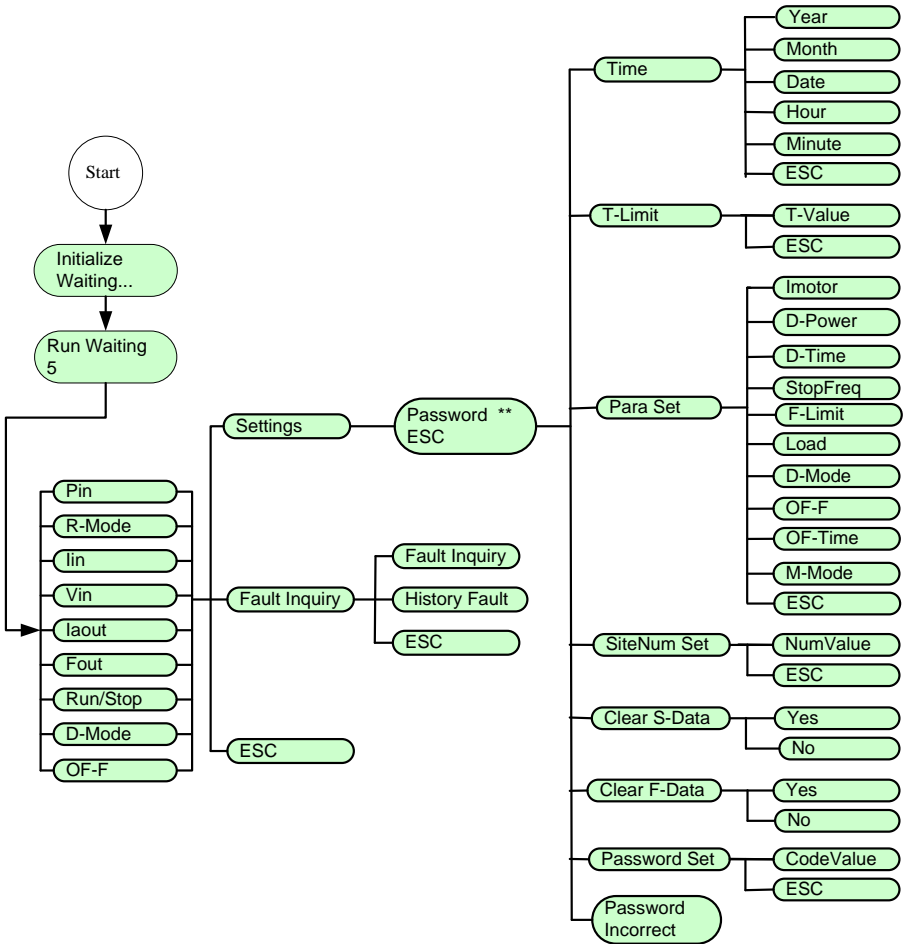 Start
Initialize
Waiting...
Run Waiting
5
Pin
R-Mode
Iin
Vin
Iaout
Fout
Run/Stop
D-Mode
OF-F
Settings
Fault Inquiry
ESC
Password **
ESC
Fault Inquiry
History Fault
ESC
Time
Year
Month
Date
Hour
Minute
ESC
T-Limit
T-Value
ESC
Para Set
Imotor
D-Power
D-Time
StopFreq
F-Limit
Load
D-Mode
OF-F
OF-Time
M-Mode
ESC
SiteNum Set
NumValue
ESC
Clear S-Data
Yes
No
Clear F-Data
Yes
No
Password Set
CodeValue
ESC
Password
Incorrect